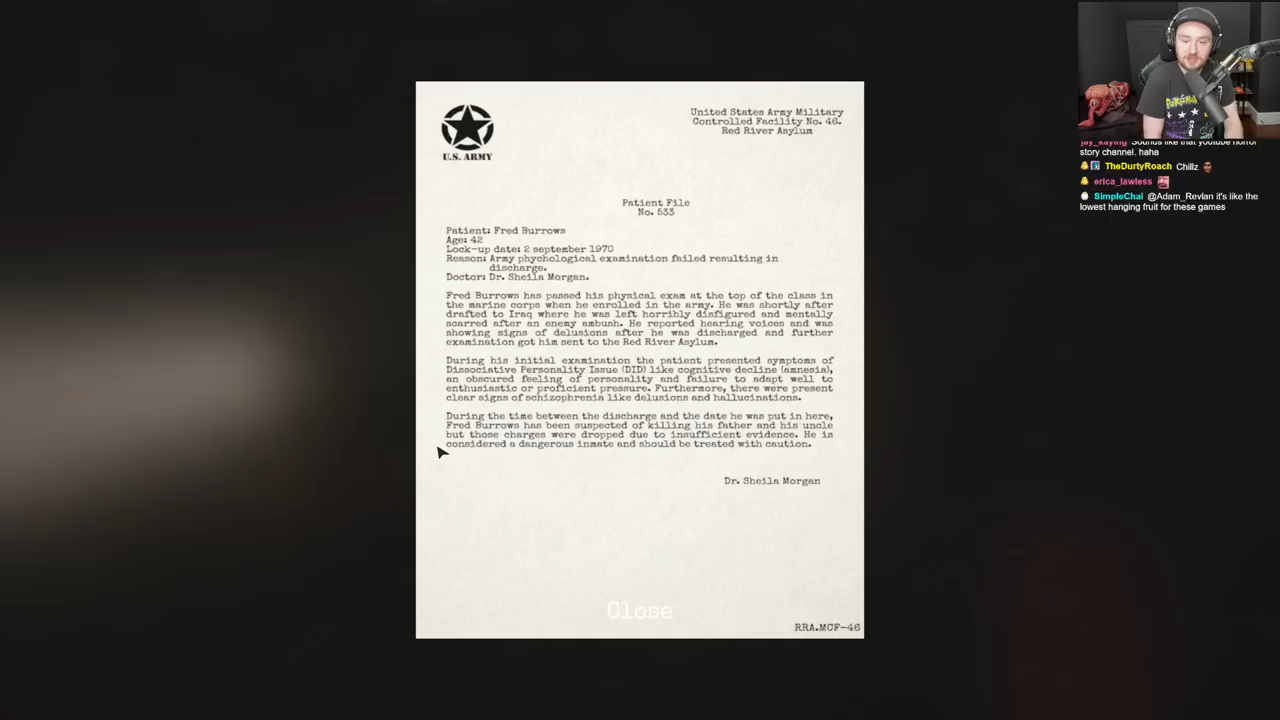 U.S. ARMY
United States Army Military
Controlled Facility No. 46.
Red River Asylum
Patient File
No. 533
Patient: Fred Burrows
Age: 42
Lock-up date: 2 september 1970
Reason: Army phychological examination failed resulting in
discharge.
Doctor: Dr. Sheila Morgan.
Fred Burrows has passed his physical exam at the top of the class in
the marine corps when he enrolled in the army. He was shortly after
drafted to Iraq where he was left horribly disfigured and mentally
scarred after an enemy ambush. He reported hearing voices and was
showing signs of delusions after he was discharged and further
examination got him sent to the Red River Asylum.
During his initial examination the patient presented symptoms of
Dissociative Personality Issue (DID) like cognitive decline (amnesia),
an obscured feeling of personality and failure to adapt well to
enthusiastic or proficient pressure. Furthermore, there were present
clear signs of schizophrenia like delusions and hallucinations.
During the time between the discharge and the date he was put in here,
Fred Burrows has been suspected of killing his father and his uncle
but those charges were dropped due to insufficient evidence. He is
considered a dangerous inmate and should be treated with caution.
Dr. Sheila Morgan
Close
RRA.MCF-46
jay_kaying Sounds like that youtube horror
story channel. haha
TheDurtyRoach Chillz
erica_lawless
SimpleChai @Adam_Revlan it's like the
lowest hanging fruit for these games